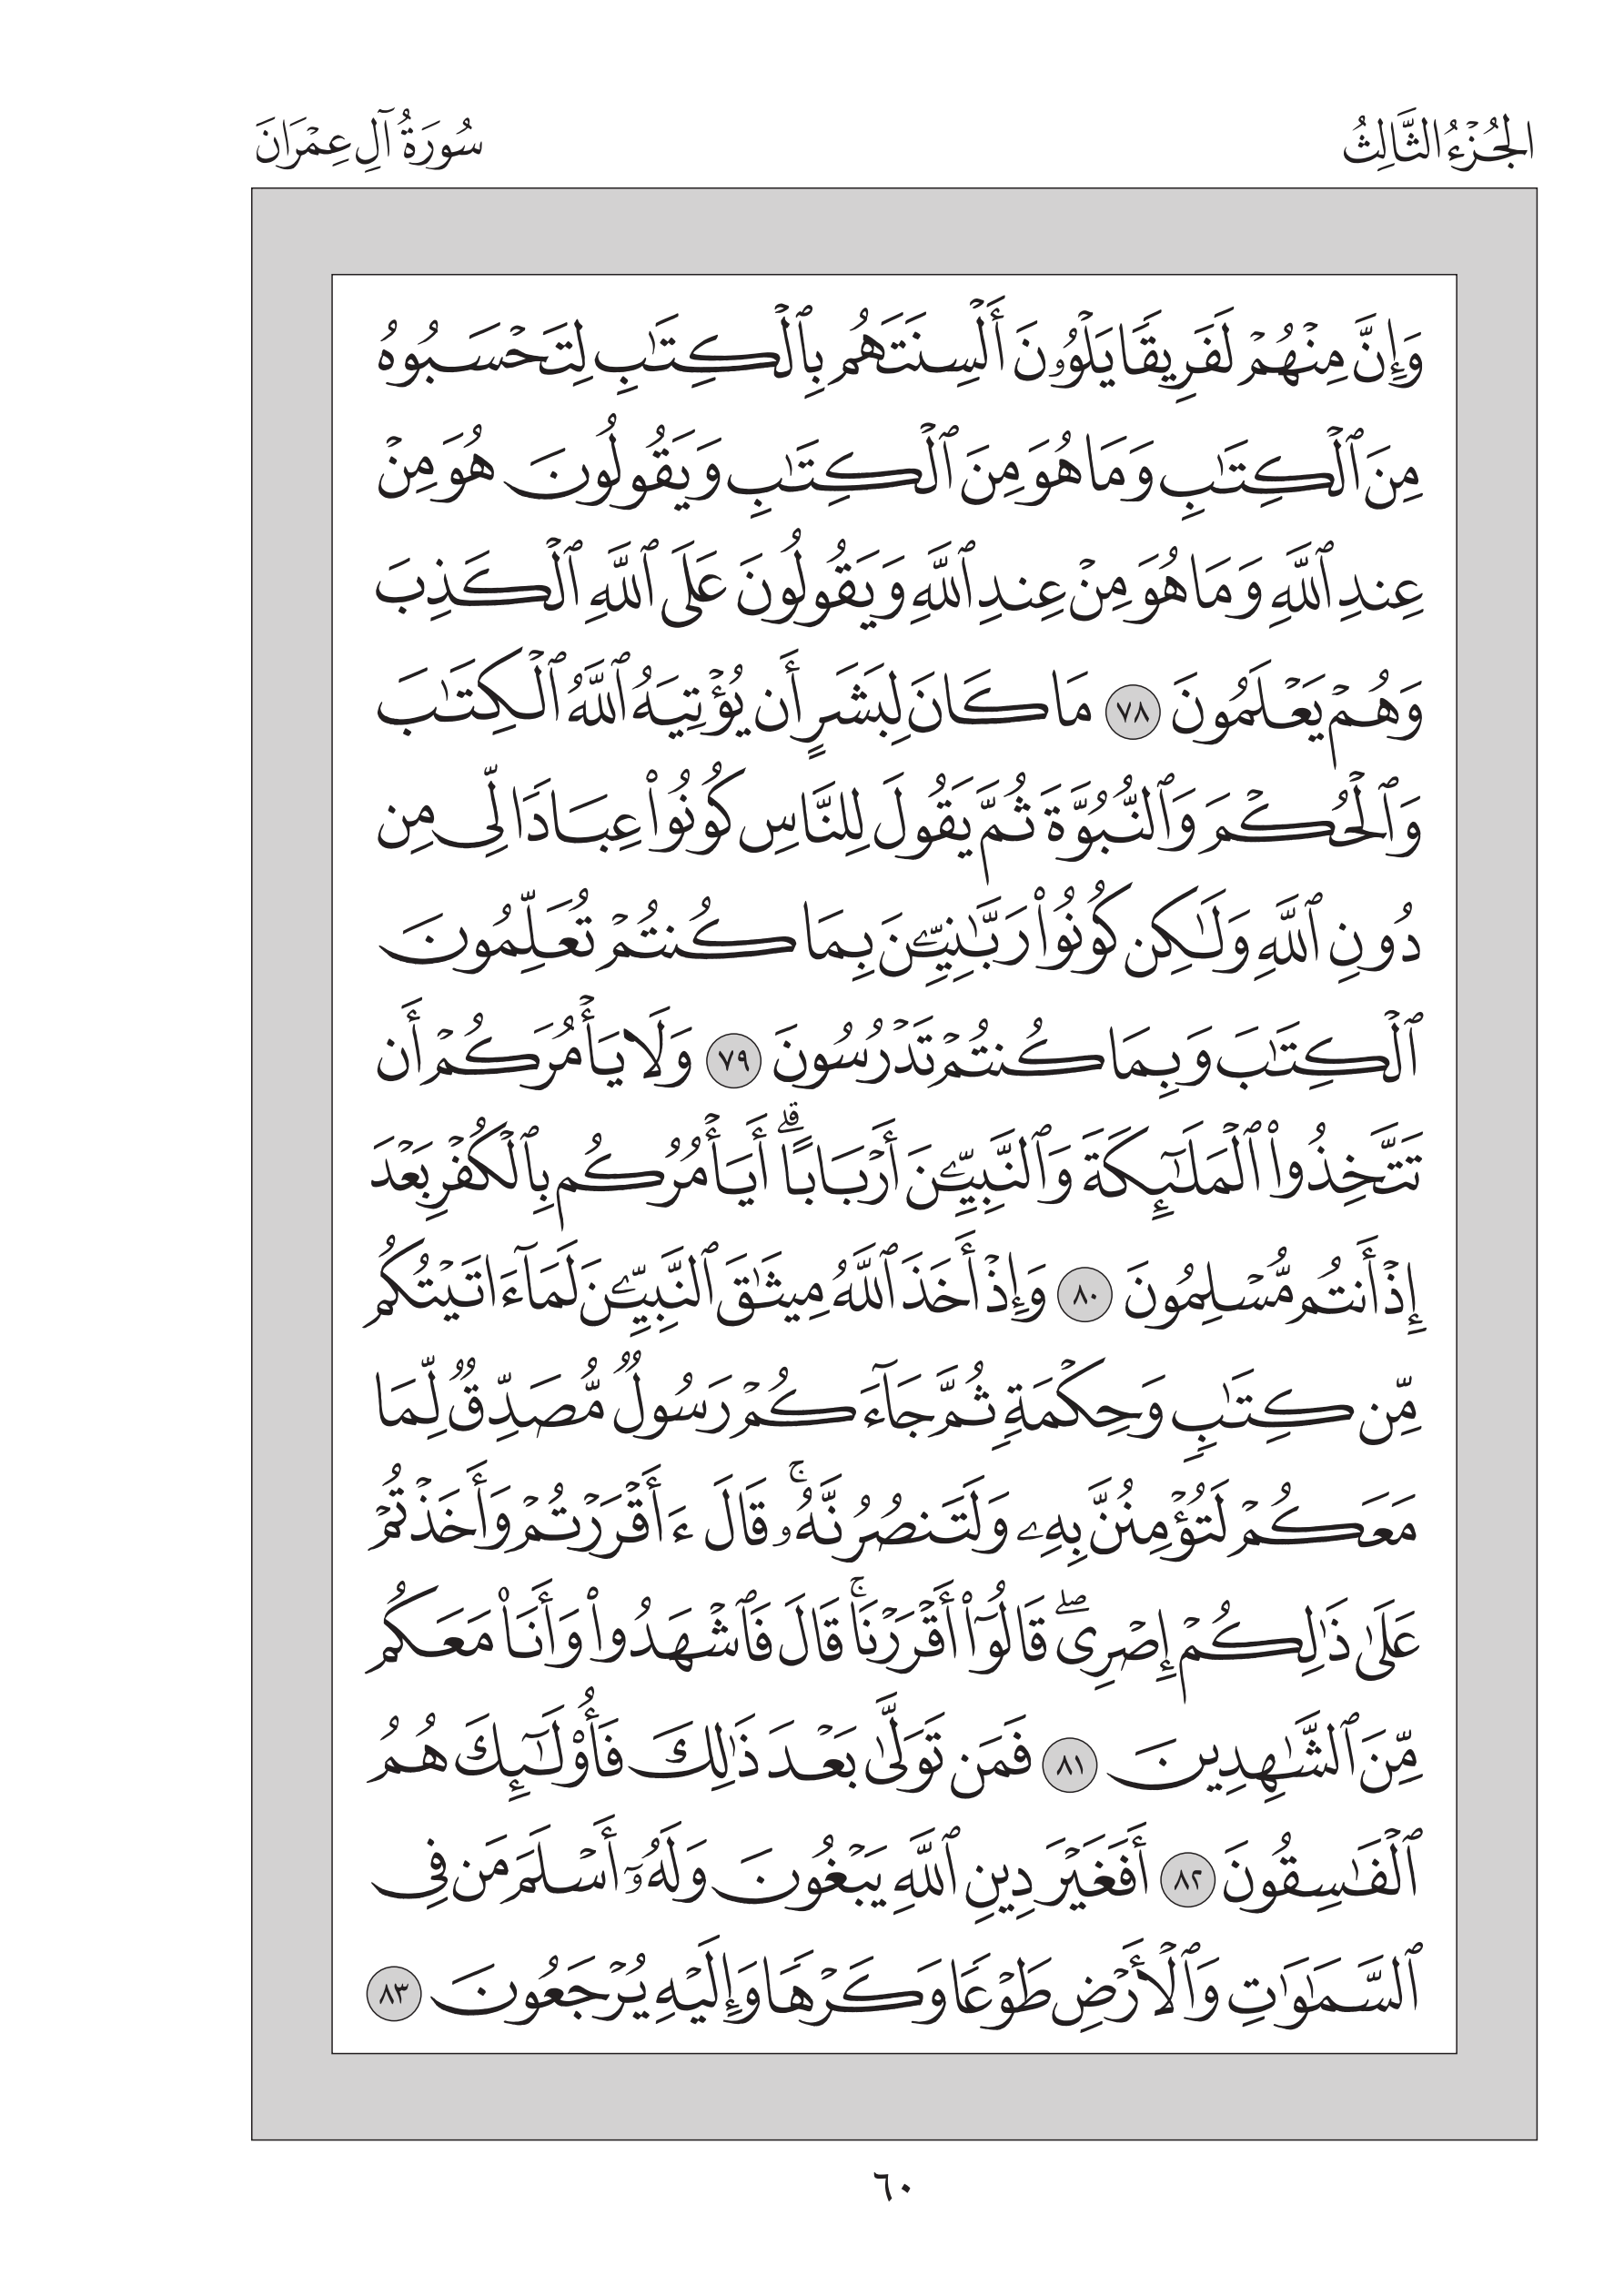 الجُزْءُ الثَّالِثُ
سُورَةُ آلِ عِمْرَانَ
وَإِنَّ مِنْهُمْ لَفَرِيقًا يَلْوُۥنَ أَلْسِنَتَهُم بِٱلْكِتَٰبِ لِتَحْسَبُوهُ
مِنَ ٱلْكِتَٰبِ وَمَا هُوَ مِنَ ٱلْكِتَٰبِ وَيَقُولُونَ هُوَ مِنْ
عِندِ ٱللَّهِ وَمَا هُوَ مِنْ عِندِ ٱللَّهِ وَيَقُولُونَ عَلَى ٱللَّهِ ٱلْكَذِبَ
وَهُمْ يَعْلَمُونَ ٧٨ مَا كَانَ لِبَشَرٍ أَن يُؤْتِيَهُ ٱللَّهُ ٱلْكِتَٰبَ
وَٱلْحُكْمَ وَٱلنُّبُوَّةَ ثُمَّ يَقُولَ لِلنَّاسِ كُونُوا۟ عِبَادًا لِّى مِن
دُونِ ٱللَّهِ وَلَٰكِن كُونُوا۟ رَبَّٰنِيِّـۧنَ بِمَا كُنتُمْ تُعَلِّمُونَ
ٱلْكِتَٰبَ وَبِمَا كُنتُمْ تَدْرُسُونَ ٧٩ وَلَا يَأْمُرَكُمْ أَن
تَتَّخِذُوا۟ ٱلْمَلَٰٓئِكَةَ وَٱلنَّبِيِّـۧنَ أَرْبَابًا ۗ أَيَأْمُرُكُم بِٱلْكُفْرِ بَعْدَ
إِذْ أَنتُم مُّسْلِمُونَ ٨٠ وَإِذْ أَخَذَ ٱللَّهُ مِيثَٰقَ ٱلنَّبِيِّـۧنَ لَمَآ ءَاتَيْتُكُم
مِّن كِتَٰبٍ وَحِكْمَةٍ ثُمَّ جَآءَكُمْ رَسُولٌ مُّصَدِّقٌ لِّمَا
مَعَكُمْ لَتُؤْمِنُنَّ بِهِۦ وَلَتَنصُرُنَّهُۥ ۚ قَالَ ءَأَقْرَرْتُمْ وَأَخَذْتُمْ
عَلَىٰ ذَٰلِكُمْ إِصْرِى ۖ قَالُوٓا۟ أَقْرَرْنَا ۚ قَالَ فَٱشْهَدُوا۟ وَأَنَا۠ مَعَكُم
مِّنَ ٱلشَّٰهِدِينَ ٨١ فَمَن تَوَلَّىٰ بَعْدَ ذَٰلِكَ فَأُو۟لَٰٓئِكَ هُمُ
ٱلْفَٰسِقُونَ ٨٢ أَفَغَيْرَ دِينِ ٱللَّهِ يَبْغُونَ وَلَهُۥٓ أَسْلَمَ مَن فِى
ٱلسَّمَٰوَٰتِ وَٱلْأَرْضِ طَوْعًا وَكَرْهًا وَإِلَيْهِ يُرْجَعُونَ ٨٣
٦٠